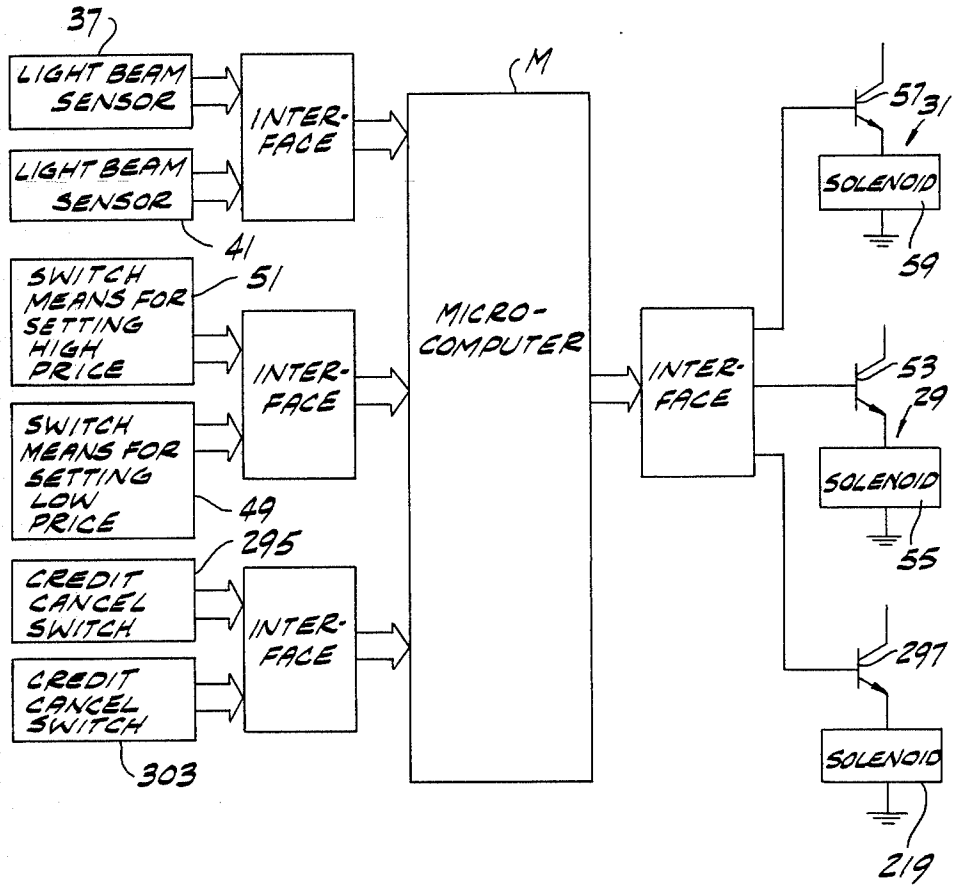 37
LIGHT BEAM
SENSOR
LIGHT BEAM
SENSOR
41
INTER-
FACE
51
SWITCH
MEANS FOR
SETTING
HIGH
PRICE
SWITCH
MEANS FOR
SETTING
LOW
PRICE
49
INTER-
FACE
295
CREDIT
CANCEL
SWITCH
CREDIT
CANCEL
SWITCH
303
INTER-
FACE
M
MICRO-
COMPUTER
INTER-
FACE
57
31
SOLENOID
59
53
29
SOLENOID
55
297
SOLENOID
219